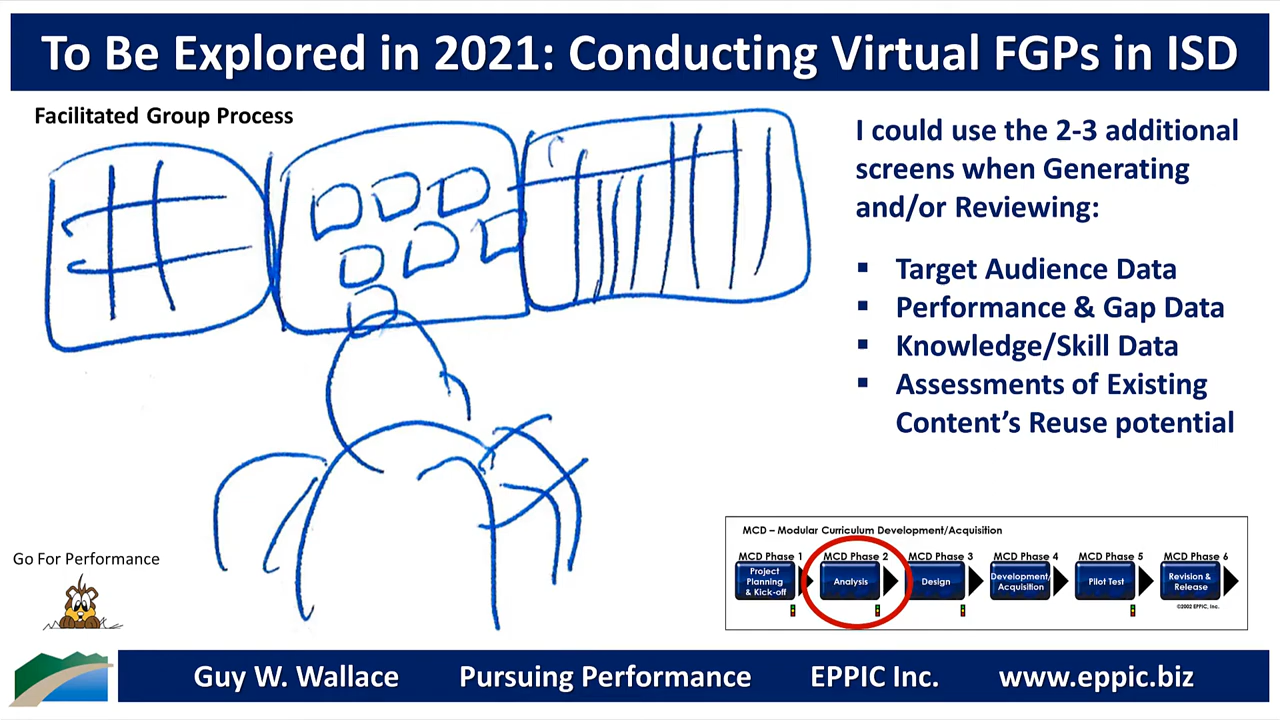 To Be Explored in 2021: Conducting Virtual FGPs in ISD
Facilitated Group Process
I could use the 2-3 additional
screens when Generating
and/or Reviewing:
▪ Target Audience Data
▪ Performance & Gap Data
▪ Knowledge/Skill Data
▪ Assessments of Existing
Content’s Reuse potential
Go For Performance
MCD – Modular Curriculum Development/Acquisition
MCD Phase 1 MCD Phase 2 MCD Phase 3 MCD Phase 4 MCD Phase 5 MCD Phase 6
Project
Planning
& Kick-off
Analysis
Design
Development/
Acquisition
Pilot Test
Revision &
Release
©2002 EPPIC, Inc.
Guy W. Wallace Pursuing Performance EPPIC Inc. www.eppic.biz